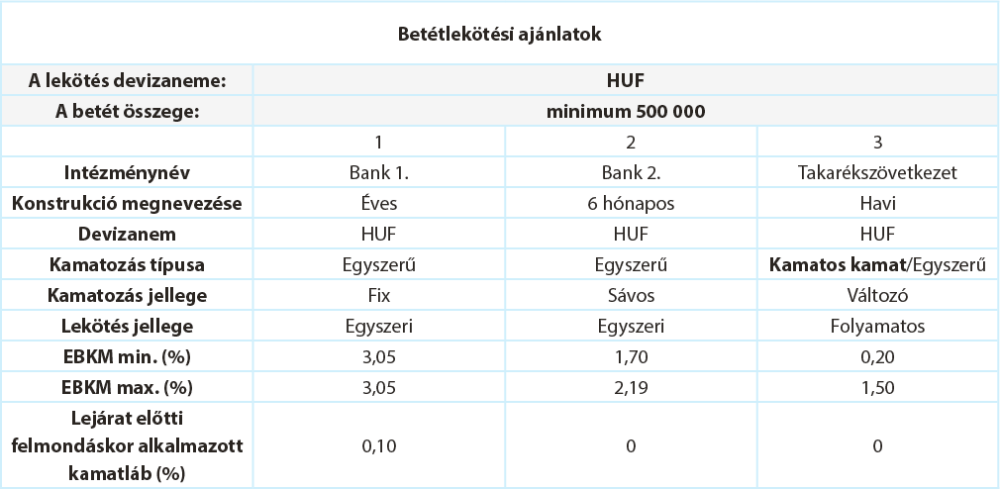 Betétlekötési ajánlatok
A lekötés devizaneme: HUF
A betét összege: minimum 500 000
1 2 3
Intézménynév Bank 1. Bank 2. Takarékszövetkezet
Konstrukció megnevezése Éves 6 hónapos Havi
Devizanem HUF HUF HUF
Kamatozás típusa Egyszerű Egyszerű Kamatos kamat/Egyszerű
Kamatozás jellege Fix Sávos Változó
Lekötés jellege Egyszeri Egyszeri Folyamatos
EBKM min. (%) 3,05 1,70 0,20
EBKM max. (%) 3,05 2,19 1,50
Lejárat előtti
felmondáskor alkalmazott 0,10 0 0
kamatláb (%)